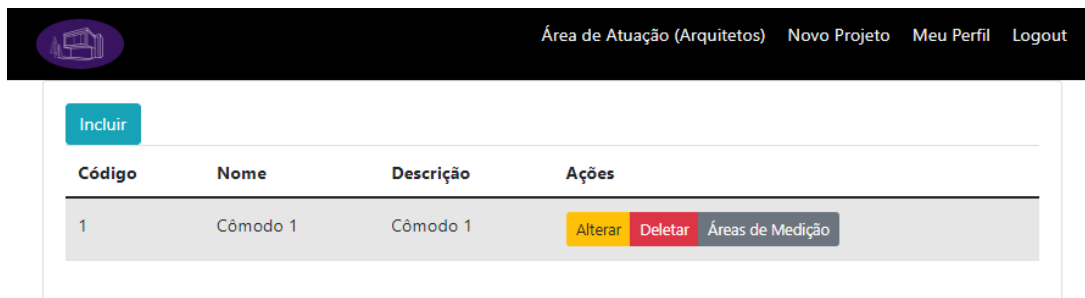 Área de Atuação (Arquitetos) Novo Projeto Meu Perfil Logout
Incluir
Código Nome Descrição Ações
1 Cômodo 1 Cômodo 1 Alterar Deletar Áreas de Medição